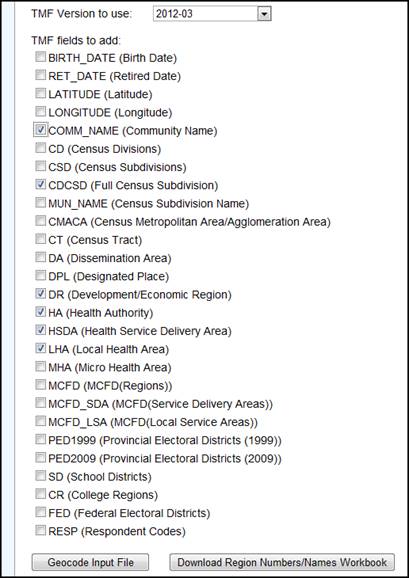 TMF Version to use: 2012-03
TMF fields to add:
BIRTH_DATE (Birth Date)
RET_DATE (Retired Date)
LATITUDE (Latitude)
LONGITUDE (Longitude)
COMM_NAME (Community Name)
CD (Census Divisions)
CSD (Census Subdivisions)
CDCSD (Full Census Subdivision)
MUN_NAME (Census Subdivision Name)
CMACA (Census Metropolitan Area/Agglomeration Area)
CT (Census Tract)
DA (Dissemination Area)
DPL (Designated Place)
DR (Development/Economic Region)
HA (Health Authority)
HSDA (Health Service Delivery Area)
LHA (Local Health Area)
MHA (Micro Health Area)
MCFD (MCFD(Regions))
MCFD_SDA (MCFD(Service Delivery Areas))
MCFD_LSA (MCFD(Local Service Areas))
PED1999 (Provincial Electoral Districts (1999))
PED2009 (Provincial Electoral Districts (2009))
SD (School Districts)
CR (College Regions)
FED (Federal Electoral Districts)
RESP (Respondent Codes)
Geocode Input File Download Region Numbers/Names Workbook